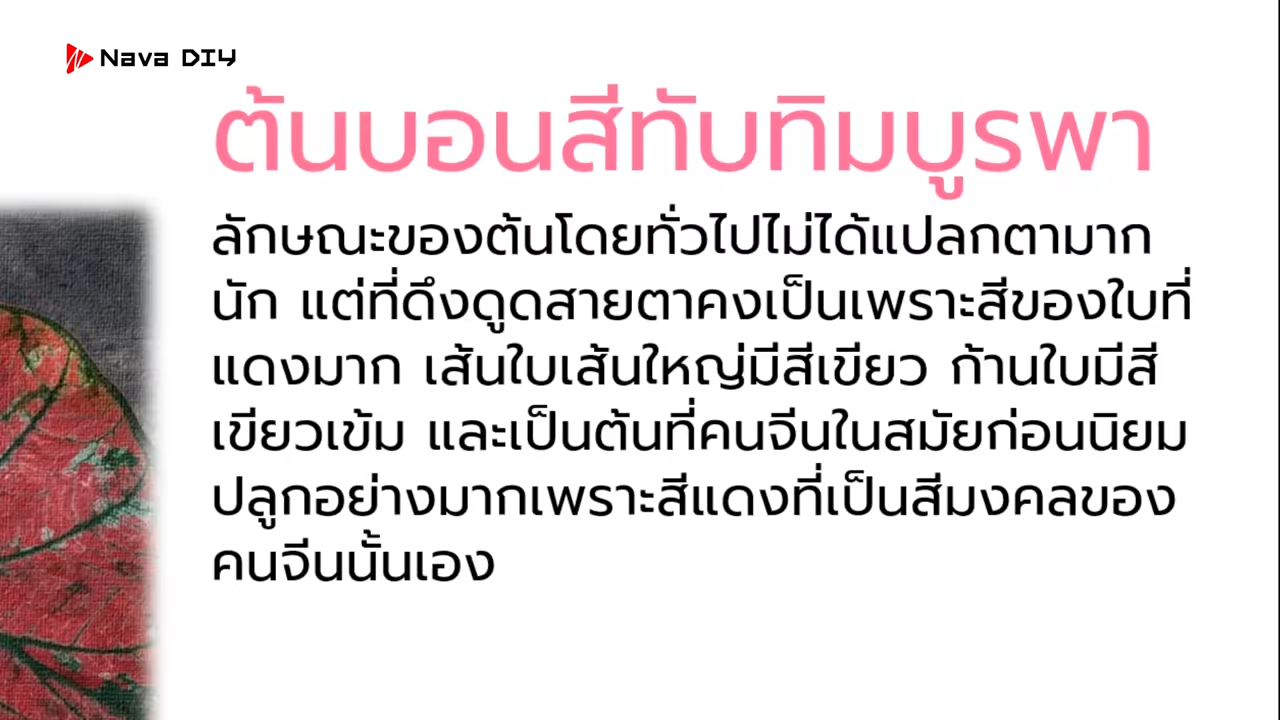 Nava DIY
ต้นบอนสีทับทิมบูรพา
ลักษณะของต้นโดยทั่วไปไม่ได้แปลกตามาก
นัก แต่ที่ดึงดูดสายตาคงเป็นเพราะสีของใบที่
แดงมาก เส้นใบเส้นใหญ่มีสีเขียว ก้านใบมีสี
เขียวเข้ม และเป็นต้นที่คนจีนในสมัยก่อนนิยม
ปลูกอย่างมากเพราะสีแดงที่เป็นสีมงคลของ
คนจีนนั้นเอง